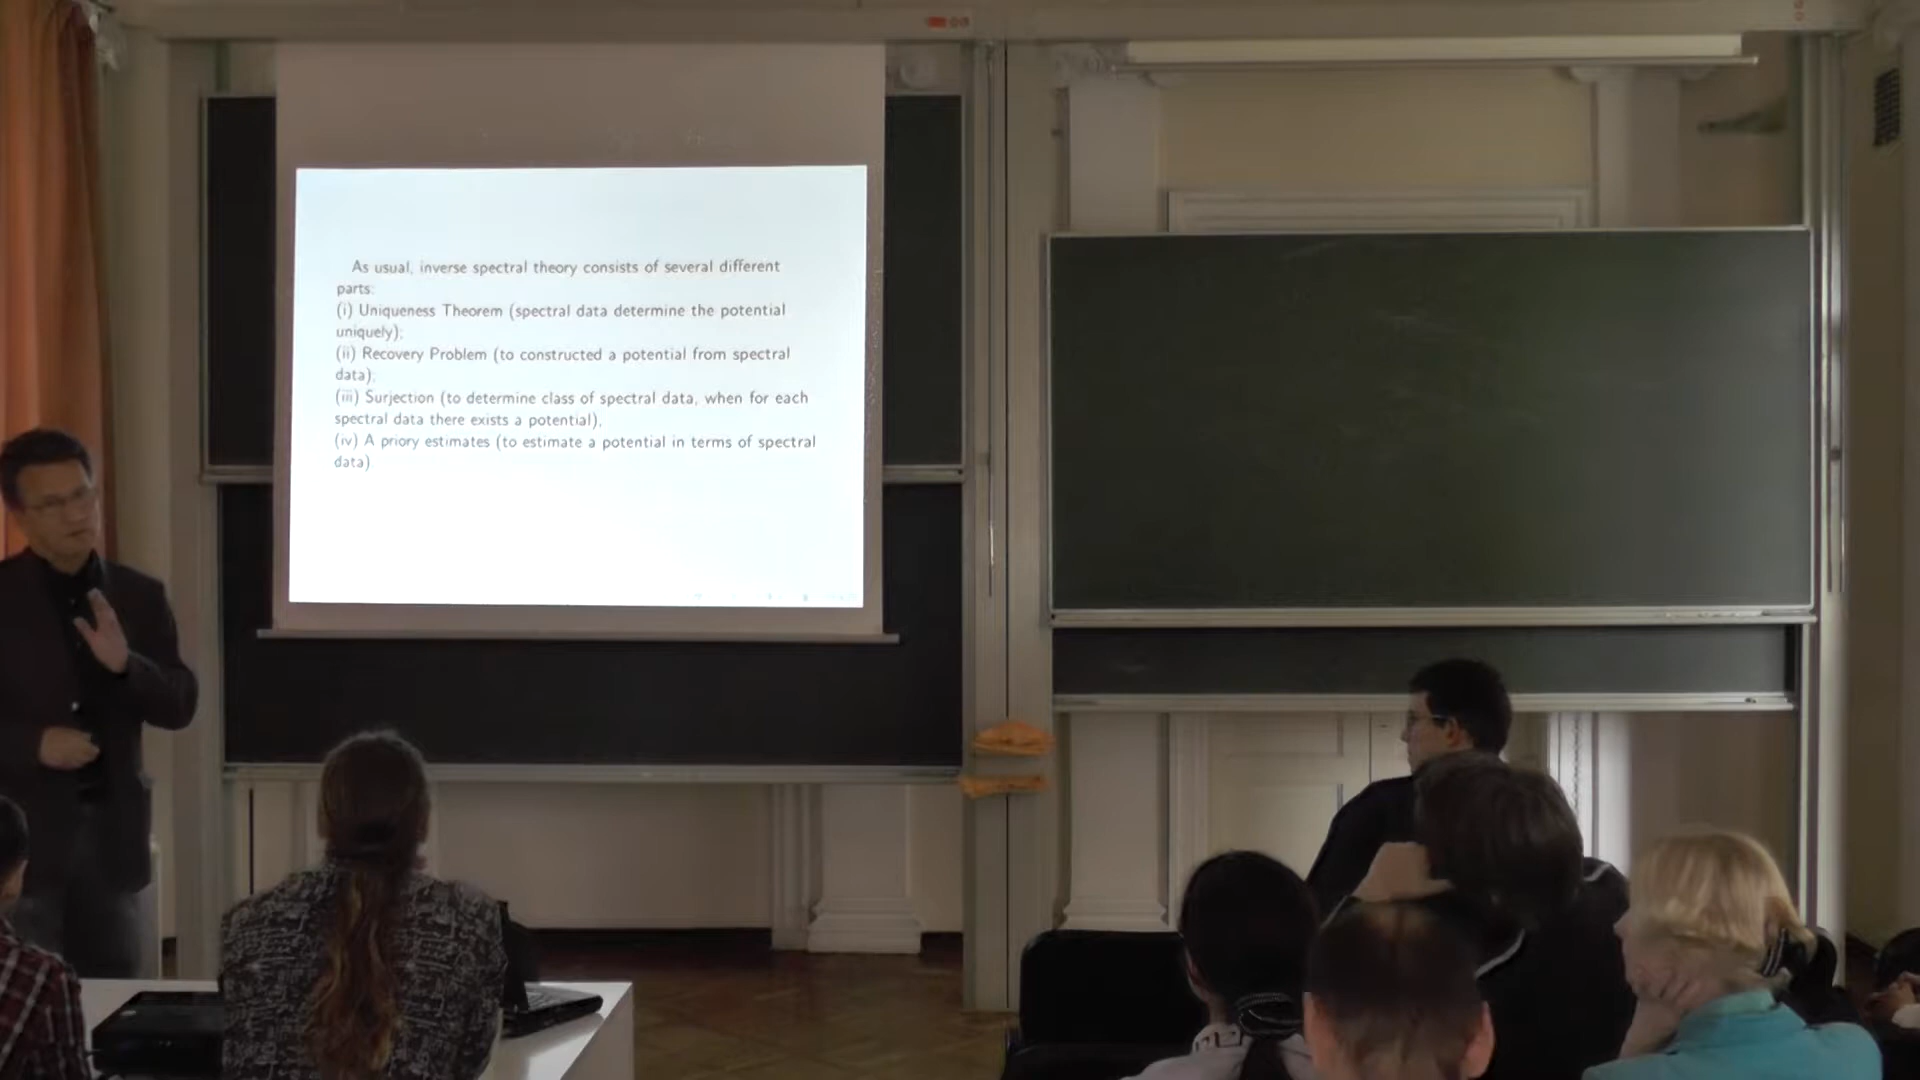 As usual, inverse spectral theory consists of several different
parts:
(i) Uniqueness Theorem (spectral data determine the potential
uniquely);
(ii) Recovery Problem (to constructed a potential from spectral
data);
(iii) Surjection (to determine class of spectral data, when for each
spectral data there exists a potential),
(iv) A priory estimates (to estimate a potential in terms of spectral
data)